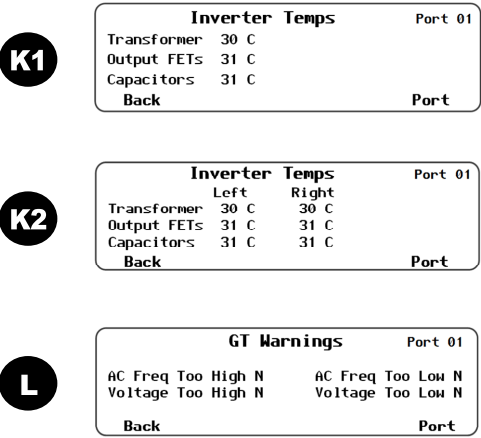 K1
Inverter Temps Port 01
Transformer 30 C
Output FETs 31 C
Capacitors 31 C
Back Port
K2
Inverter Temps Port 01
Left Right
Transformer 30 C 30 C
Output FETs 31 C 31 C
Capacitors 31 C 31 C
Back Port
L
GT Warnings Port 01
AC Freq Too High N AC Freq Too Low N
Voltage Too High N Voltage Too Low N
Back Port